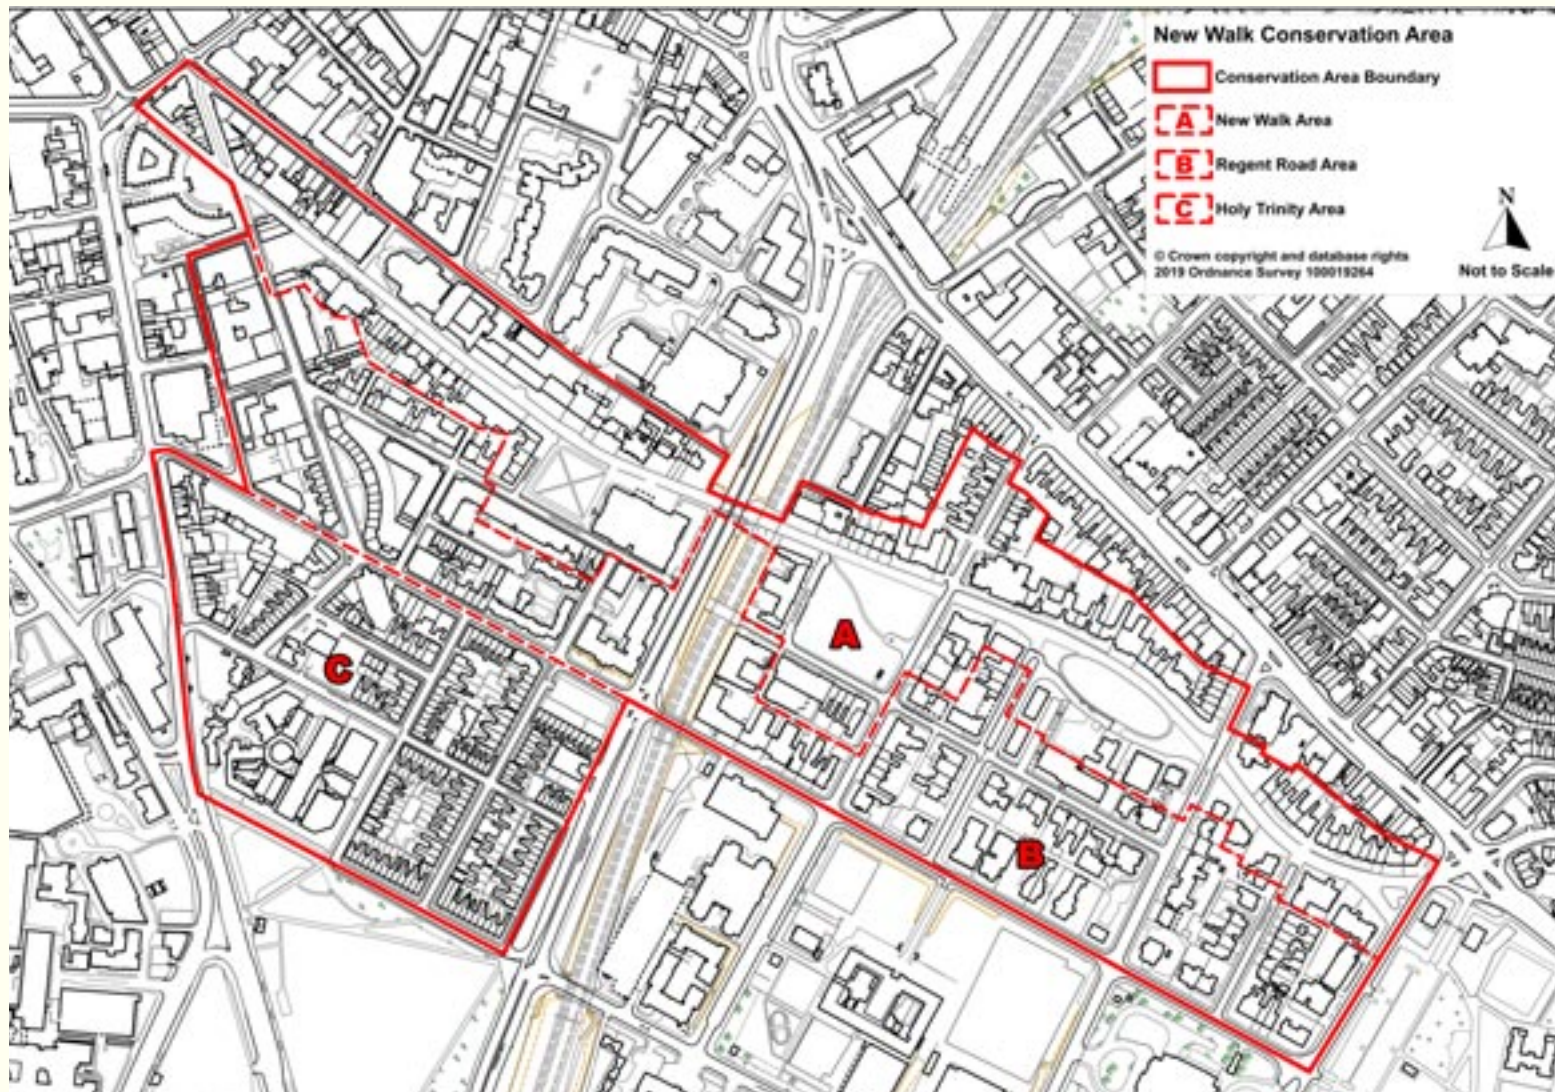 New Walk Conservation Area
Conservation Area Boundary
A New Walk Area
B Regent Road Area
C Holy Trinity Area
N
© Crown copyright and database rights
2019 Ordnance Survey 100019264
Not to Scale
A
C
B